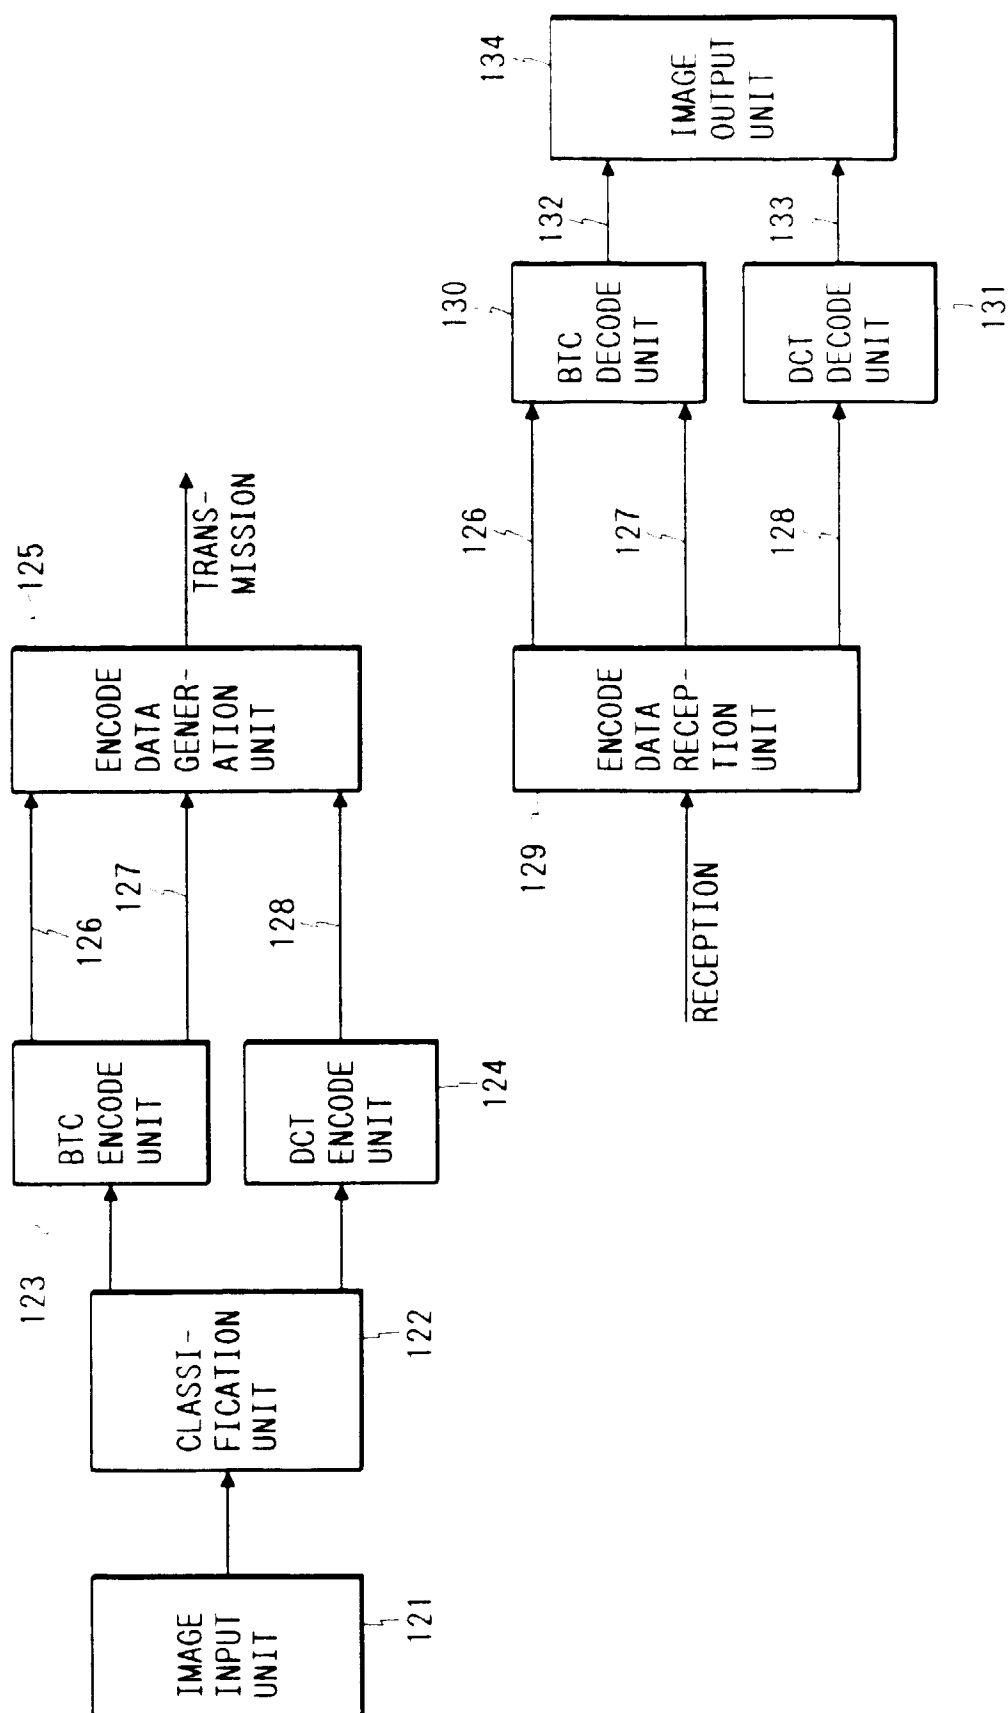 IMAGE
INPUT
UNIT
121
CLASSI-
FICATION
UNIT
122
123
BTC
ENCODE
UNIT
DCT
ENCODE
UNIT
124
126
127
128
ENCODE
DATA
GENER-
ATION
UNIT
125
TRANS-
MISSION
RECEPTION
129
ENCODE
DATA
RECEP-
TION
UNIT
126
127
128
130
BTC
DECODE
UNIT
DCT
DECODE
UNIT
131
132
133
134
IMAGE
OUTPUT
UNIT